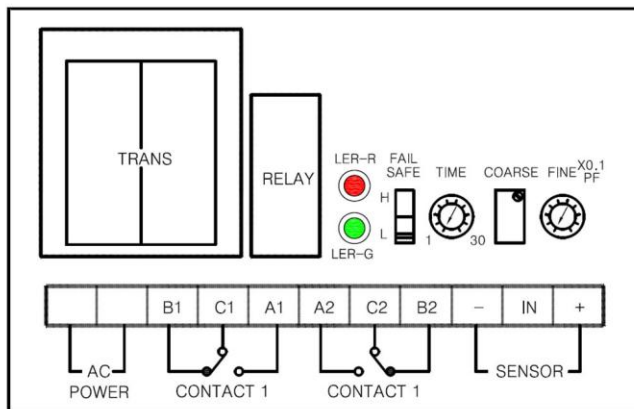 TRANS
RELAY
LER-R
LER-G
FAIL
SAFE
H
L
TIME
1 30
COARSE
FINE X0.1
PF
B1 C1 A1 A2 C2 B2 - IN +
AC
POWER
CONTACT 1
CONTACT 1
SENSOR